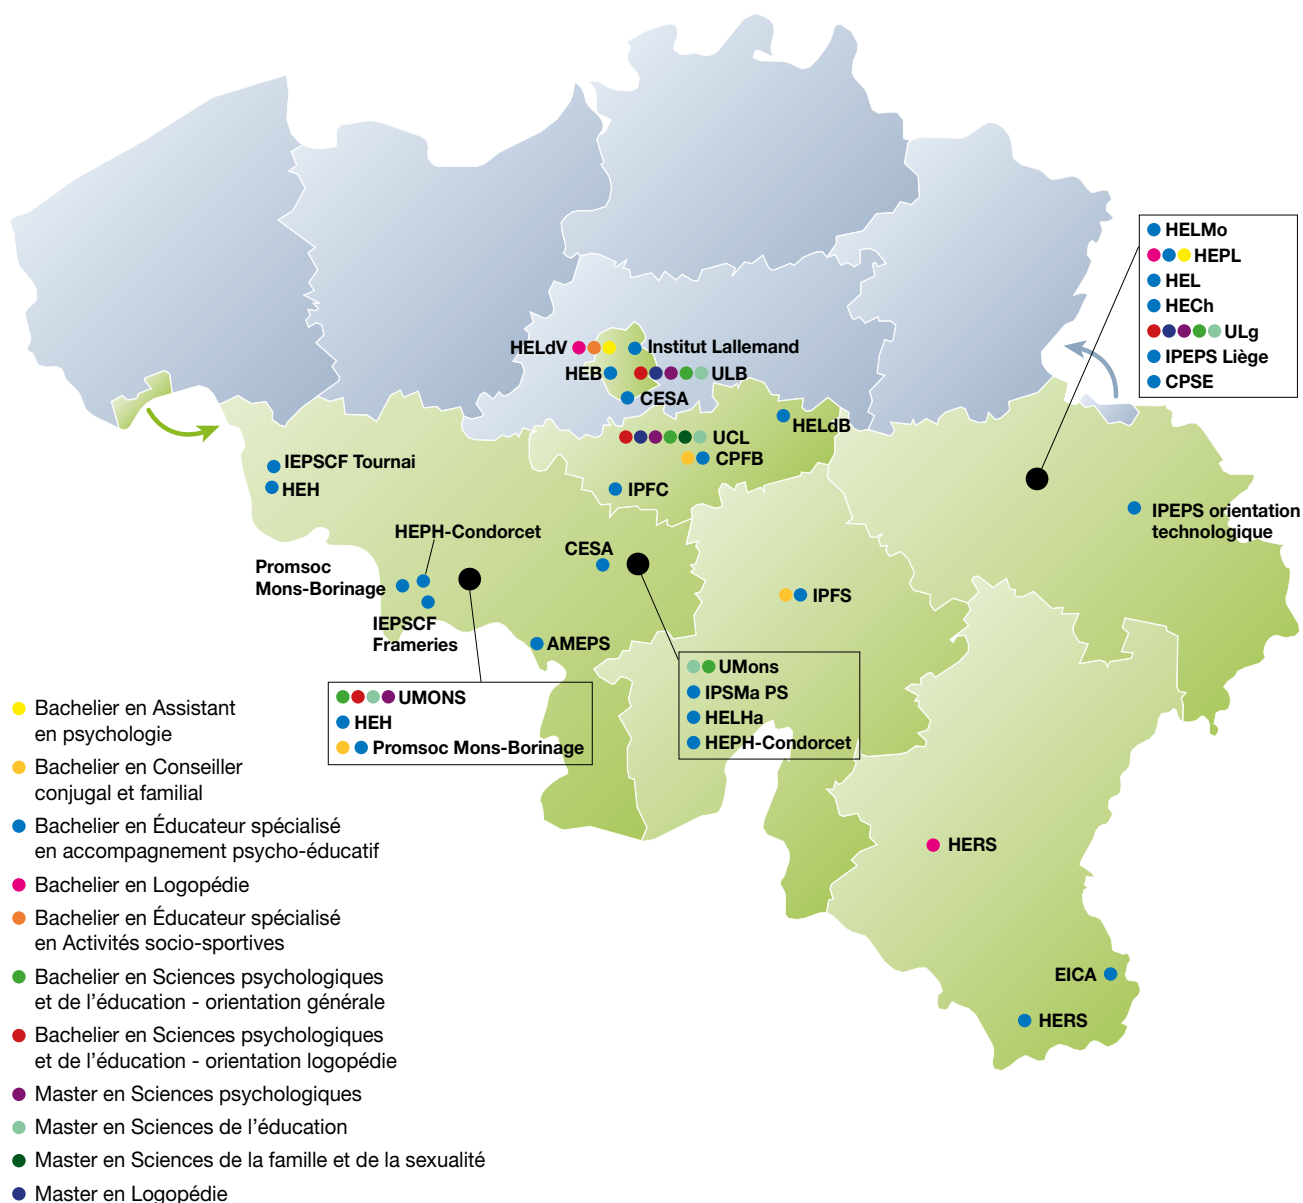 HELMo
HEPL
HEL
HECh
ULg
IPEPS Liège
CPSE
HELdV
Institut Lallemand
HEB
ULB
CESA
HELdB
UCL
CPFB
IPFC
IEPSCF Tournai
HEH
IPEPS orientation
technologique
HEPH-Condorcet
CESA
Promsoc
Mons-Borinage
IPFS
IEPSCF
Frameries
AMEPS
UMons
IPSMa PS
HELHa
HEPH-Condorcet
UMONS
HEH
Promsoc Mons-Borinage
HERS
EICA
HERS
Bachelier en Assistant
en psychologie
Bachelier en Conseiller
conjugal et familial
Bachelier en Éducateur spécialisé
en accompagnement psycho-éducatif
Bachelier en Logopédie
Bachelier en Éducateur spécialisé
en Activités socio-sportives
Bachelier en Sciences psychologiques
et de l'éducation - orientation générale
Bachelier en Sciences psychologiques
et de l'éducation - orientation logopédie
Master en Sciences psychologiques
Master en Sciences de l'éducation
Master en Sciences de la famille et de la sexualité
Master en Logopédie